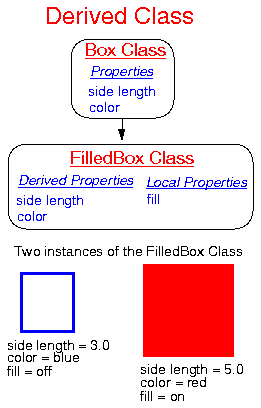 Derived Class
Box Class
Properties
side length
color
FilledBox Class
Derived Properties
side length
color
Local Properties
fill
Two instances of the FilledBox Class
side length = 3.0
color = blue
fill = off
side length = 5.0
color = red
fill = on